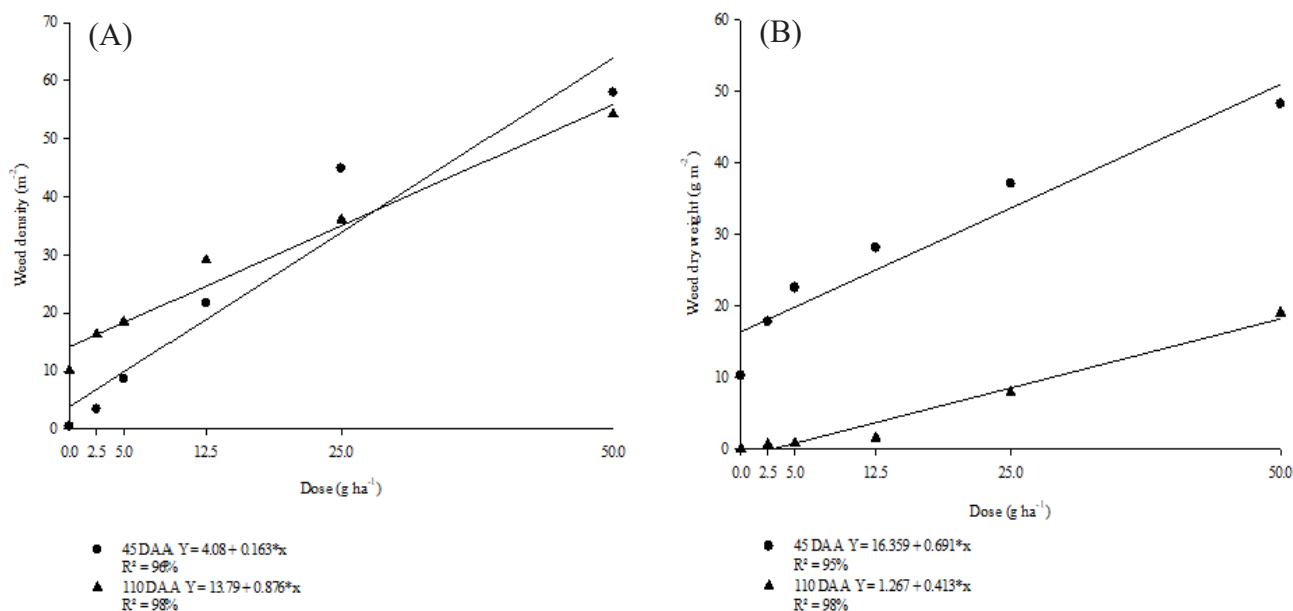 (A)
70
60
50
40
30
20
10
0
Weed density (m⁻²)
0.0 2.5 5.0 12.5 25.0 50.0
Dose (g ha⁻¹)
● 45 DAA Y = 4.08 + 0.163*x
R² = 96%
▲ 110 DAA Y = 13.79 + 0.876*x
R² = 98%
(B)
60
50
40
30
20
10
0
Weed dry weight (g m⁻²)
0.0 2.5 5.0 12.5 25.0 50.0
Dose (g ha⁻¹)
● 45 DAA Y = 16.359 + 0.691*x
R² = 95%
▲ 110 DAA Y = 1.267 + 0.413*x
R² = 98%